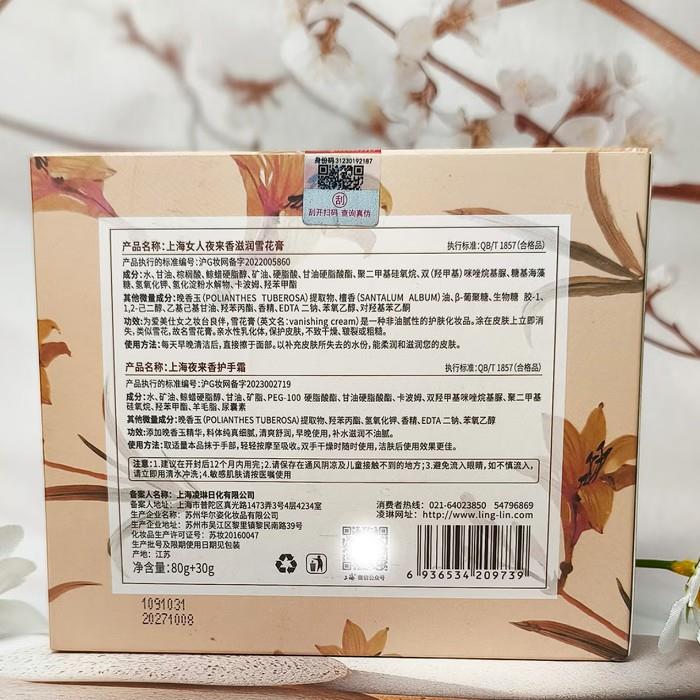 身份码 31230192187
刮
刮开扫码 查询真伪
产品名称:上海女人夜来香滋润雪花膏 执行标准:QB/T 1857(合格品)
产品执行的标准编号:沪G妆网备字2022005860
成分:水、甘油、棕榈酸、鲸蜡硬脂醇、矿油、硬脂酸、甘油硬脂酸酯、聚二甲基硅氧烷、双(羟甲基)咪唑烷基脲、糖基海藻
糖、氢氧化钾、氢化淀粉水解物、卡波姆、羟苯甲酯
其他微量成分:晚香玉(POLIANTHES TUBEROSA)提取物、檀香(SANTALUM ALBUM)油、β-葡聚糖、生物糖胶-1、
1,2-己二醇、乙基己基甘油、羟苯丙酯、香精、EDTA 二钠、苯氧乙醇、对羟基苯乙酮
功效:为爱美仕女之妆台良伴,雪花膏(英文名:vanishing cream)是一种非油腻性的护肤化妆品。涂在皮肤上立即消
失,类似雪花,故名雪花膏。亲水性乳化体,保护皮肤,不致干燥、皲裂或粗糙。
使用方法:每天早晚清洁后,直接擦于面部。以补充皮肤所失去的水份,能柔润和滋润您的皮肤。
产品名称:上海夜来香护手霜 执行标准:QB/T 1857(合格品)
产品执行的标准编号:沪G妆网备字2023002719
成分:水、矿油、鲸蜡硬脂醇、甘油、矿脂、PEG-100 硬脂酸酯、甘油硬脂酸酯、卡波姆、双羟甲基咪唑烷基脲、聚二甲基
硅氧烷、羟苯甲酯、羊毛脂、尿囊素
其他微量成分:晚香玉(POLIANTHES TUBEROSA)提取物、羟苯丙酯、氢氧化钾、香精、EDTA 二钠、苯氧乙醇
功效:添加晚香玉精华,料体纯真细腻,清爽舒润,早晚使用,补水滋润不油腻。
使用方法:取适量本品抹于手部,轻轻按摩至吸收。双手干燥时随时使用,洁肤后使用效果更佳。
注意:1.建议在开封后12个月内用完;2.请保存在通风阴凉及儿童接触不到的地方;3.避免流入眼睛,如不慎流入,
请立即用清水冲洗;4.敏感肌肤请按医嘱使用
备案人名称:上海凌琳日化有限公司
备案人地址:上海市普陀区真光路1473弄3号4层4234室
生产企业名称:苏州华尔姿化妆品有限公司
生产企业地址:苏州市吴江区黎里镇黎民南路39号
化妆品生产许可证号:苏妆20160047
生产批号及限期使用日期见包装
产地:江苏
净含量:80g+30g
消费者热线:021-64023850 54796869
凌琳网址:http://www.ling-lin.com
微信公众号
6 936534 209739
1091031
20271008